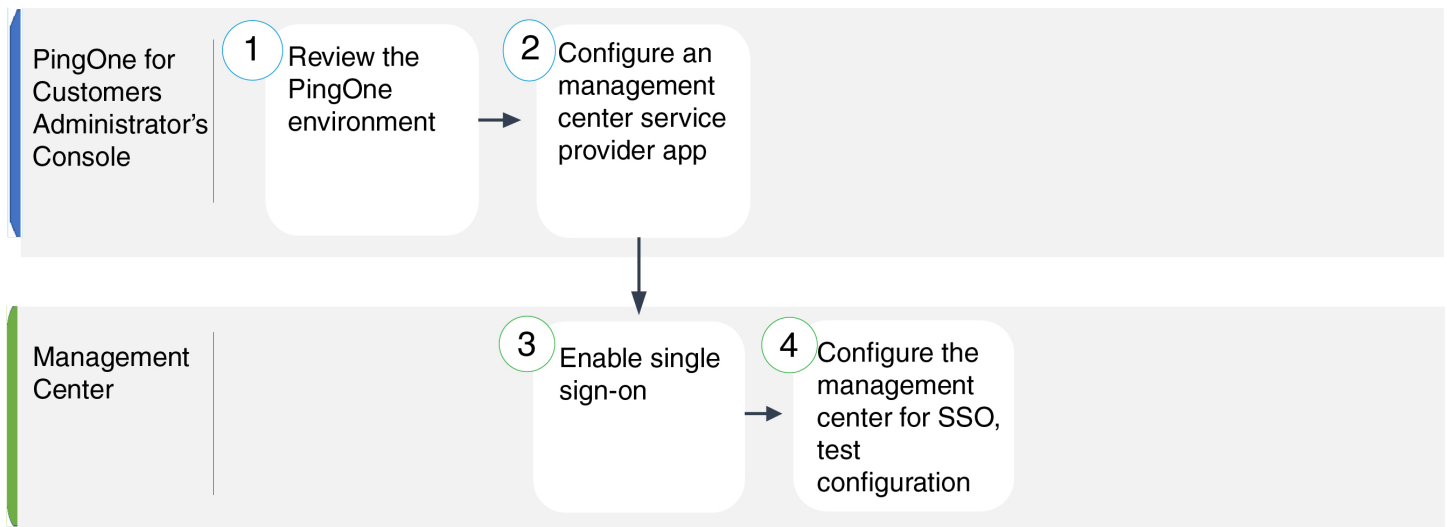 PingOne for
Customers
Administrator’s
Console
1
Review the
PingOne
environment
2
Configure an
management
center service
provider app
Management
Center
3
Enable single
sign-on
4
Configure the
management
center for SSO,
test
configuration